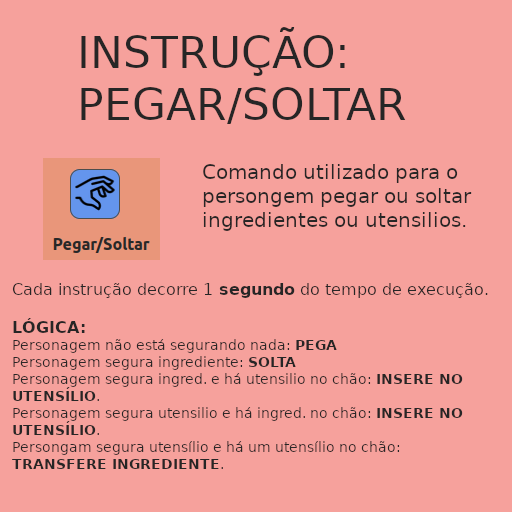 INSTRUÇÃO:
PEGAR/SOLTAR
Comando utilizado para o
persongem pegar ou soltar
ingredientes ou utensilios.
Pegar/Soltar
Cada instrução decorre 1 segundo do tempo de execução.
LÓGICA:
Personagem não está segurando nada: PEGA
Personagem segura ingrediente: SOLTA
Personagem segura ingred. e há utensilio no chão: INSERE NO
UTENSÍLIO.
Personagem segura utensilio e há ingred. no chão: INSERE NO
UTENSÍLIO.
Persongam segura utensílio e há um utensílio no chão:
TRANSFERE INGREDIENTE.